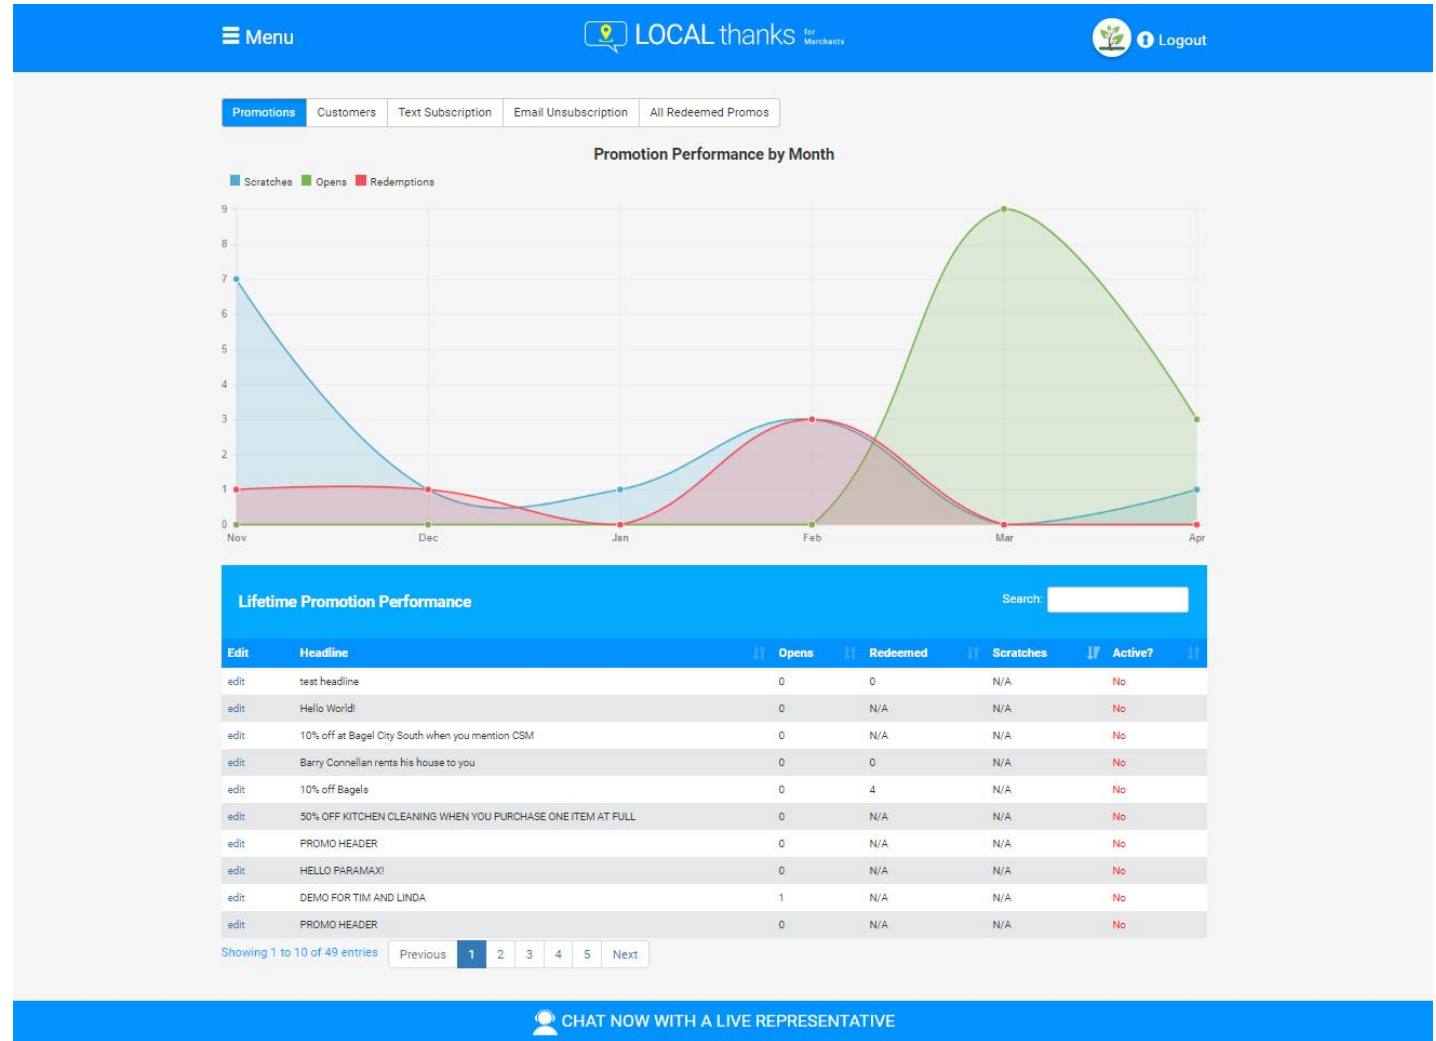 Menu
LOCAL thanks for Merchants
Logout
Promotions Customers Text Subscription Email Unsubscription All Redeemed Promos
Promotion Performance by Month
Scratches Opens Redemptions
9
8
7
6
5
4
3
2
1
0
Nov Dec Jan Feb Mar Apr
Lifetime Promotion Performance Search:
Edit Headline Opens Redeemed Scratches Active?
edit test headline 0 0 N/A No
edit Hello World! 0 N/A N/A No
edit 10% off at Bagel City South when you mention CSM 0 N/A N/A No
edit Barry Connellan rents his house to you 0 0 N/A No
edit 10% off Bagels 0 4 N/A No
edit 50% OFF KITCHEN CLEANING WHEN YOU PURCHASE ONE ITEM AT FULL 0 N/A N/A No
edit PROMO HEADER 0 N/A N/A No
edit HELLO PARAMAX! 0 N/A N/A No
edit DEMO FOR TIM AND LINDA 1 N/A N/A No
edit PROMO HEADER 0 N/A N/A No
Showing 1 to 10 of 49 entries Previous 1 2 3 4 5 Next
CHAT NOW WITH A LIVE REPRESENTATIVE